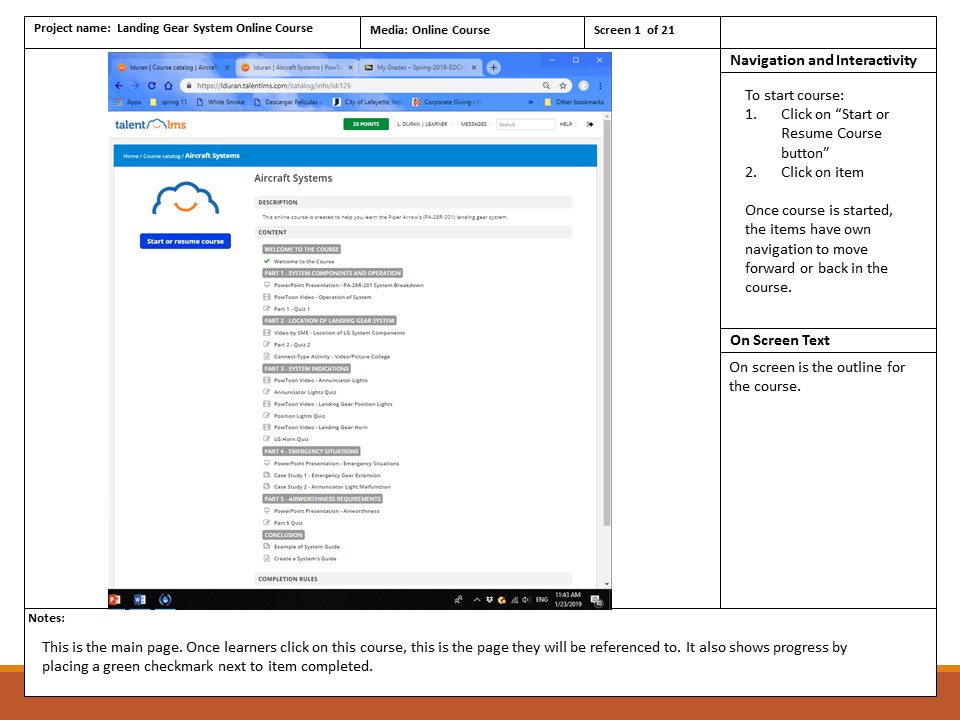 Project name: Landing Gear System Online Course
Media: Online Course
Screen 1 of 21
lduran | Course catalog | Aircraf
lduran | Aircraft Systems | PowTo
My Grades – Spring-2019-EDCI-
https://lduran.talentlms.com/catalog/info/id:125
Apps
spring 11
White Smoke
Descargar Peliculas -
City of Lafayette, Ind
Corporate Giving :: H
»
Other bookmarks
talentlms
25 POINTS
L. DURAN | LEARNER
MESSAGES
Search
HELP
Home / Course catalog / Aircraft Systems
Start or resume course
Aircraft Systems
DESCRIPTION
This online course is created to help you learn the Piper Arrow's (PA-28R-201) landing gear system.
CONTENT
WELCOME TO THE COURSE
Welcome to the Course
PART 1 - SYSTEM COMPONENTS AND OPERATION
PowerPoint Presentation - PA-28R-201 System Breakdown
PowToon Video - Operation of System
Part 1 - Quiz 1
PART 2 - LOCATION OF LANDING GEAR SYSTEM
Video by SME - Location of LG System Components
Part 2 - Quiz 2
Connect-Type Activity - Video/Picture Collage
PART 3 - SYSTEM INDICATIONS
PowToon Video - Annunciator Lights
Annunciator Lights Quiz
PowToon Video - Landing Gear Position Lights
Position Lights Quiz
PowToon Video - Landing Gear Horn
LG Horn Quiz
PART 4 - EMERGENCY SITUATIONS
PowerPoint Presentation - Emergency Situations
Case Study 1 - Emergency Gear Extension
Case Study 2 - Annunciator Light Malfunction
PART 5 - AIRWORTHINESS REQUIREMENTS
PowerPoint Presentation - Airworthiness
Part 5 Quiz
CONCLUSION
Example of System Guide
Create a System's Guide
COMPLETION RULES
ENG
11:43 AM
1/23/2019
Navigation and Interactivity
To start course:
1. Click on “Start or
Resume Course
button”
2. Click on item
Once course is started,
the items have own
navigation to move
forward or back in the
course.
On Screen Text
On screen is the outline for
the course.
Notes:
This is the main page. Once learners click on this course, this is the page they will be referenced to. It also shows progress by
placing a green checkmark next to item completed.